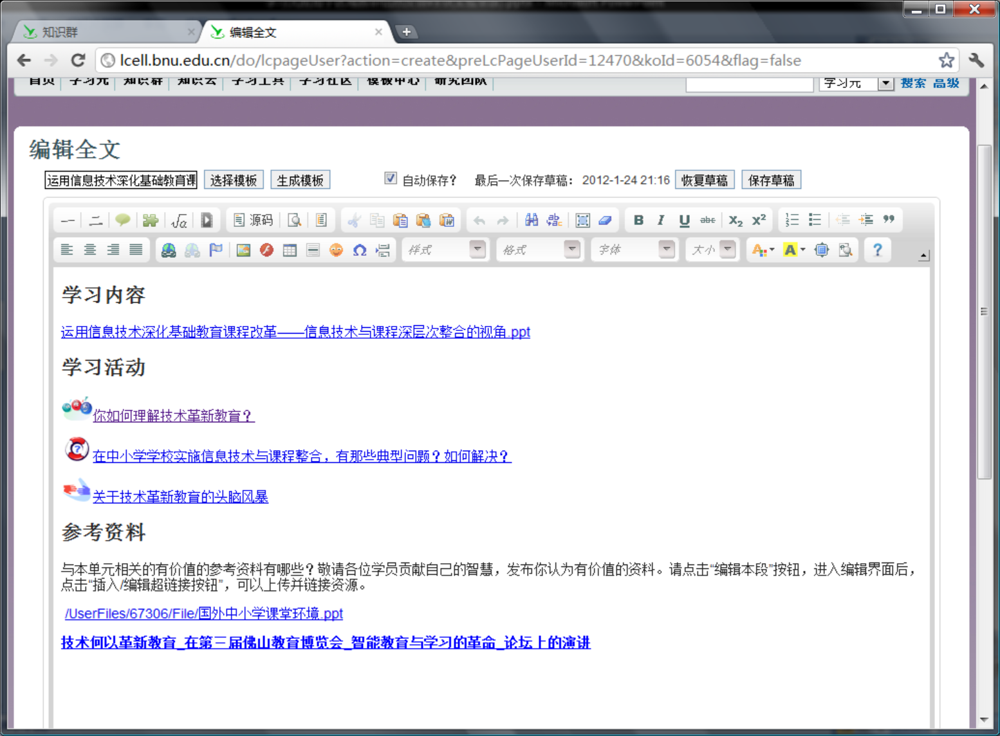 知识群
编辑全文
lcell.bnu.edu.cn/do/lcpageUser?action=create&preLcPageUserId=12470&koId=6054&flag=false
首页 学习元 知识群 知识云 学习工具 学习社区 模板中心 研究团队 学习元 搜索 高级
编辑全文
运用信息技术深化基础教育课 选择模板 生成模板 自动保存？ 最后一次保存草稿： 2012-1-24 21:16 恢复草稿 保存草稿
一 二 √α 源码 B I U abc X₂ X²
Ω 样式 格式 字体 大小 A A ?
学习内容
运用信息技术深化基础教育课程改革——信息技术与课程深层次整合的视角.ppt
学习活动
你如何理解技术革新教育？
在中小学学校实施信息技术与课程整合，有那些典型问题？如何解决？
关于技术革新教育的头脑风暴
参考资料
与本单元相关的有价值的参考资料有哪些？敬请各位学员贡献自己的智慧，发布你认为有价值的资料。请点击“编辑本段”按钮，进入编辑界面后，
点击“插入/编辑超链接按钮”，可以上传并链接资源。
/UserFiles/67306/File/国外中小学课堂环境.ppt
技术何以革新教育_在第三届佛山教育博览会_智能教育与学习的革命_论坛上的演讲